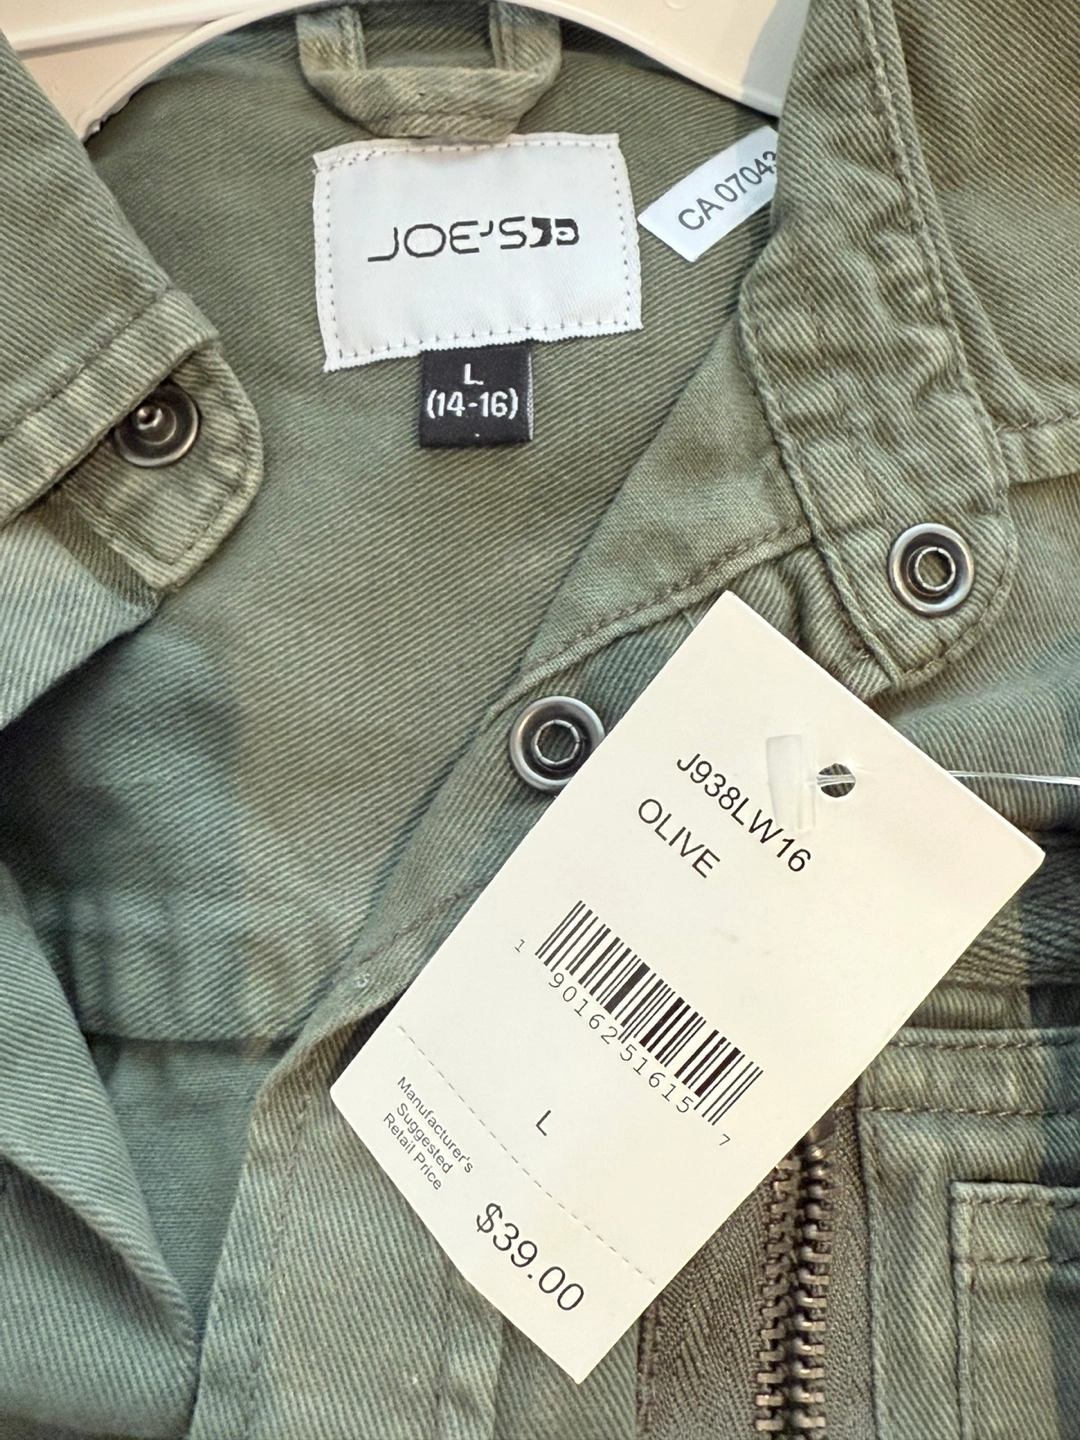 JOE'S
CA 07043
L
(14-16)
J938LW16
OLIVE
1 90162 51615 7
L
Manufacturer's
Suggested
Retail Price
$39.00